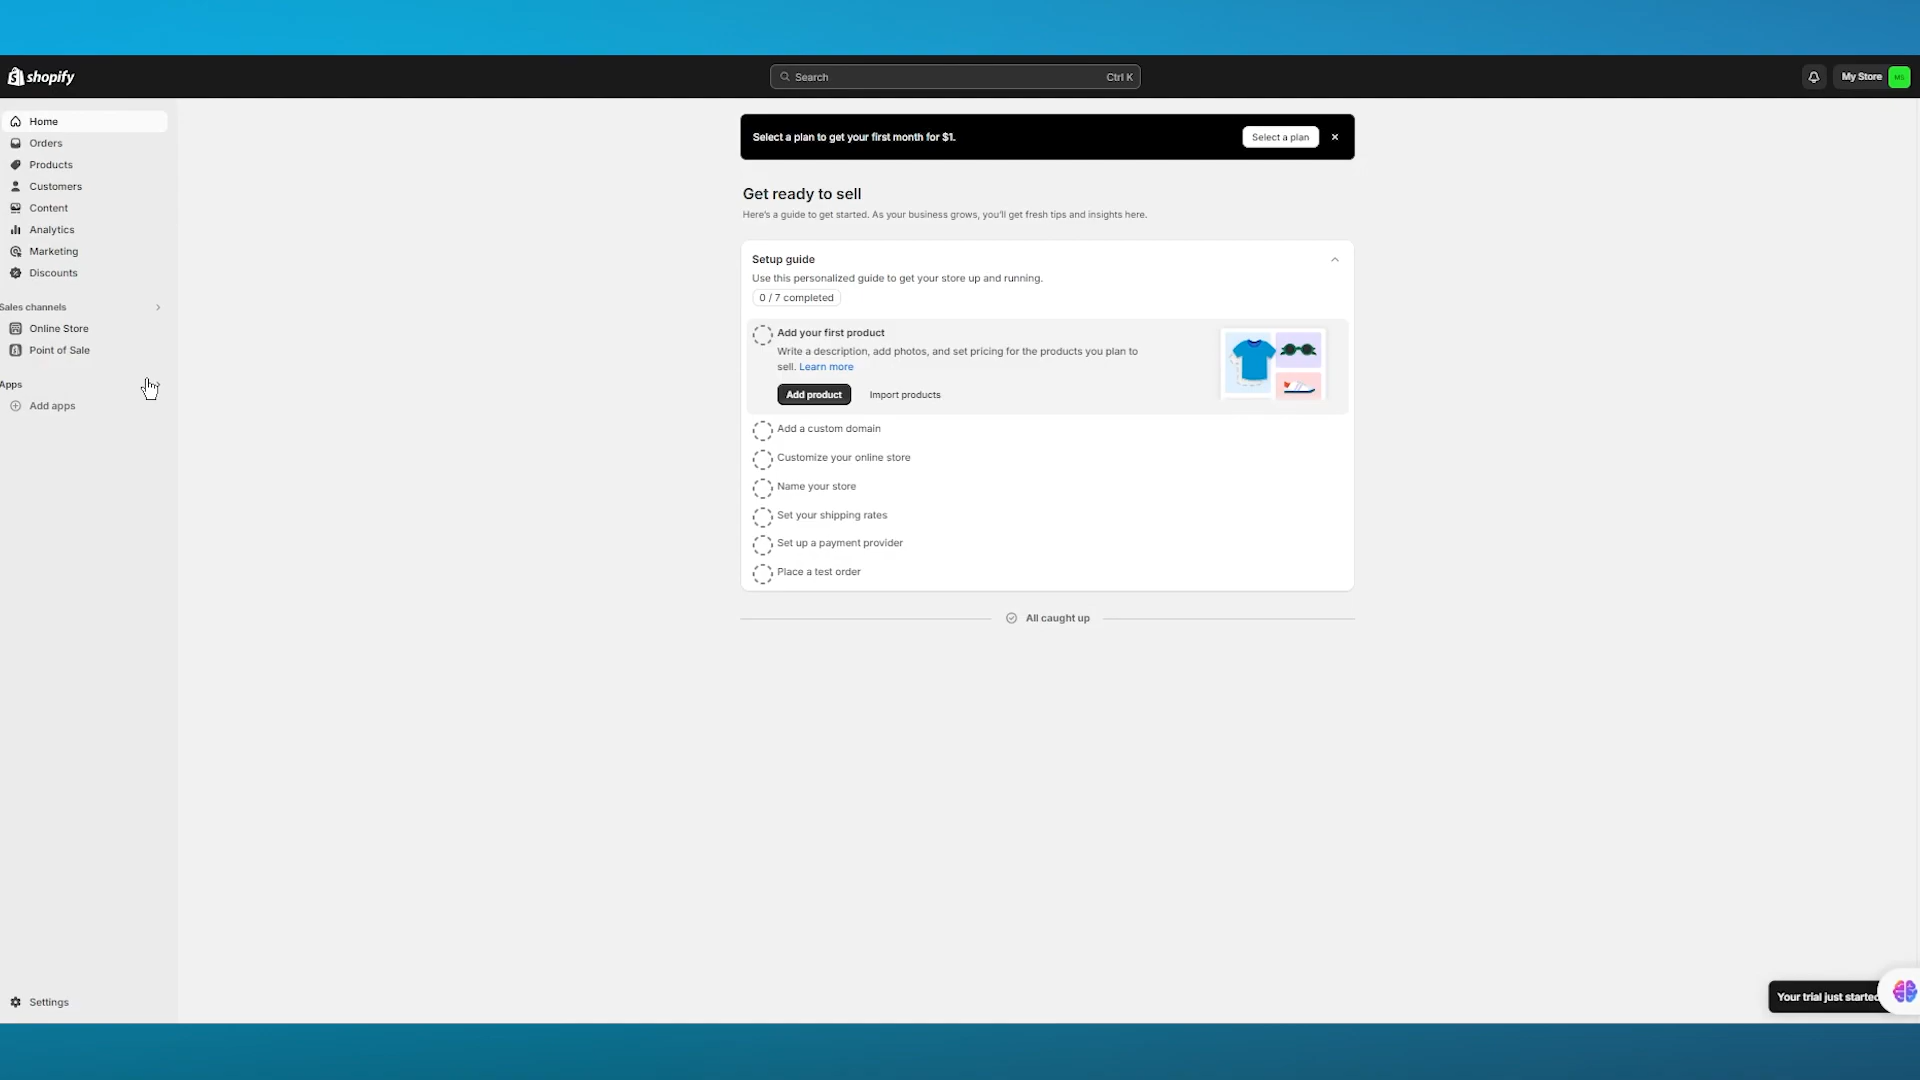 shopify
Search
Ctrl K
My Store
MS
Home
Orders
Products
Customers
Content
Analytics
Marketing
Discounts
Sales channels
Online Store
Point of Sale
Apps
Add apps
Settings
Select a plan to get your first month for $1.
Select a plan
Get ready to sell
Here's a guide to get started. As your business grows, you'll get fresh tips and insights here.
Setup guide
Use this personalized guide to get your store up and running.
0 / 7 completed
Add your first product
Write a description, add photos, and set pricing for the products you plan to
sell. Learn more
Add product
Import products
Add a custom domain
Customize your online store
Name your store
Set your shipping rates
Set up a payment provider
Place a test order
All caught up
Your trial just started